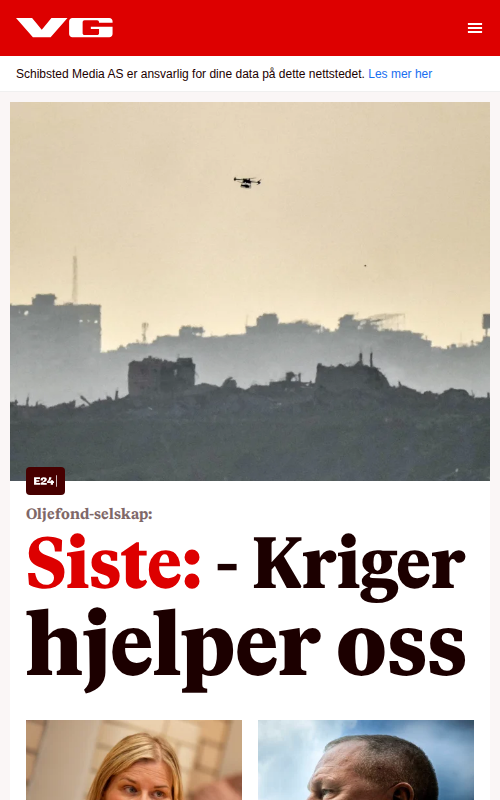 VG
Schibsted Media AS er ansvarlig for dine data på dette nettstedet. Les mer her
E24
Oljefond-selskap:
Siste: - Kriger
hjelper oss